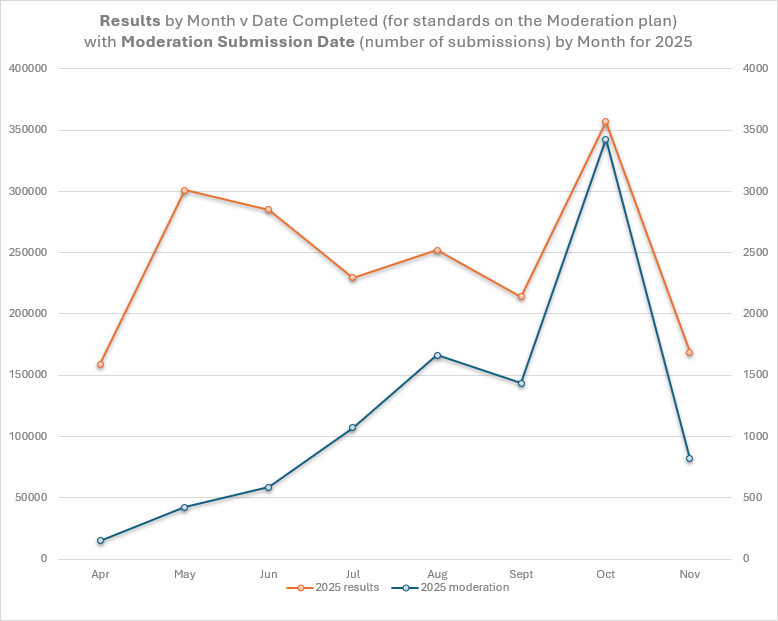 Results by Month v Date Completed (for standards on the Moderation plan)
with Moderation Submission Date (number of submissions) by Month for 2025
400000 4000
350000 3500
300000 3000
250000 2500
200000 2000
150000 1500
100000 1000
50000 500
0 0
Apr May Jun Jul Aug Sept Oct Nov
2025 results 2025 moderation